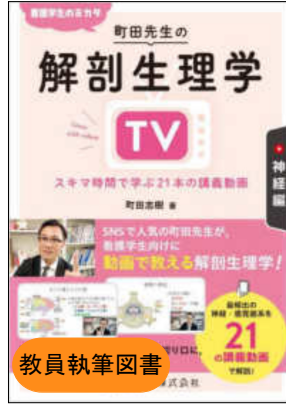 看護学生のミカタ
町田先生の
解剖生理学
TV
スキマ時間で学ぶ21本の講義動画
町田志樹 著
神経編
SNSで人気の町田先生が、
看護学生向けに
動画で教える解剖生理学!
最頻出の
神経・感覚器系を
21
の講義動画
で解説!
教員執筆図書
株式会社